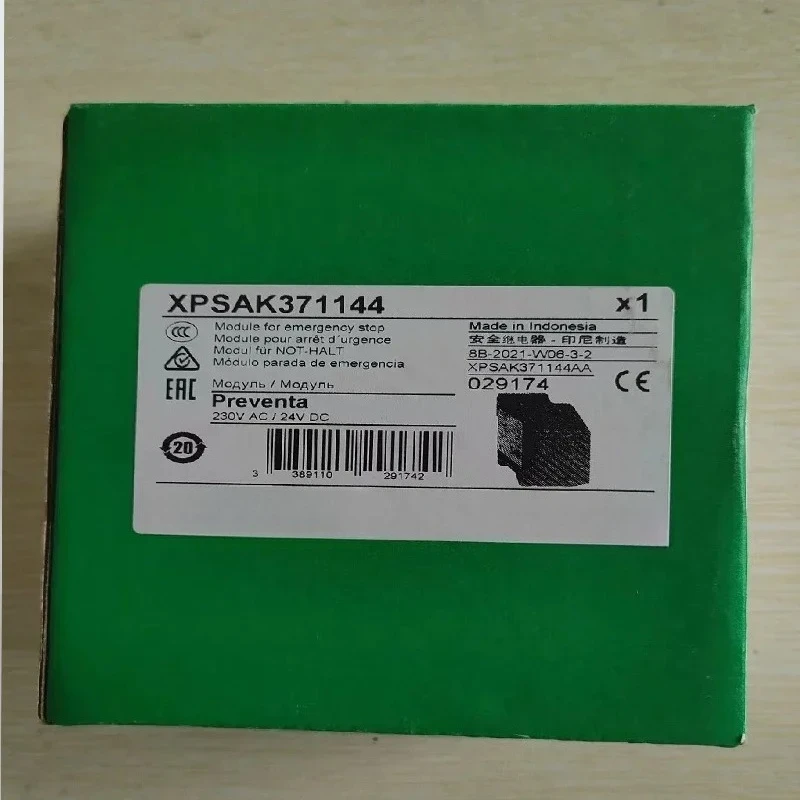 XPSAK371144 x1
Module for emergency stop
Module pour arrêt d'urgence
Modul für NOT-HALT
Módulo parada de emergencia
Модуль / Модуль
Preventa
230V AC / 24V DC
Made in Indonesia
安全继电器 - 印尼制造
8B-2021-W06-3-2
XPSAK371144AA
029174
CCC
EAC
CE
20
3 389110 291742